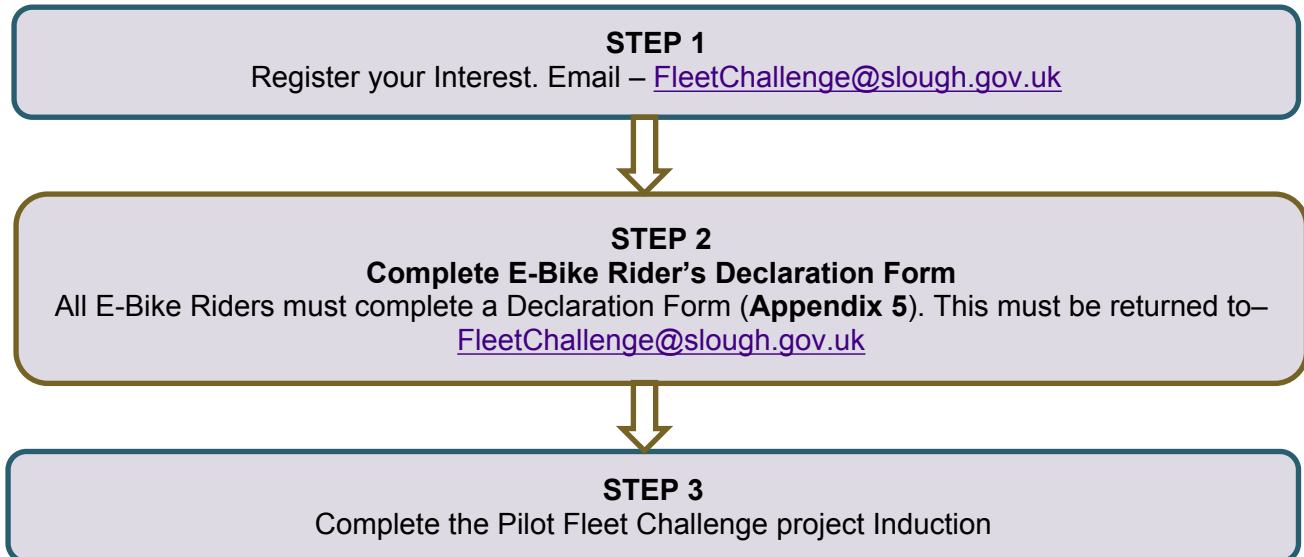 STEP 1
Register your Interest. Email – FleetChallenge@slough.gov.uk
STEP 2
Complete E-Bike Rider’s Declaration Form
All E-Bike Riders must complete a Declaration Form (Appendix 5). This must be returned to–
FleetChallenge@slough.gov.uk
STEP 3
Complete the Pilot Fleet Challenge project Induction